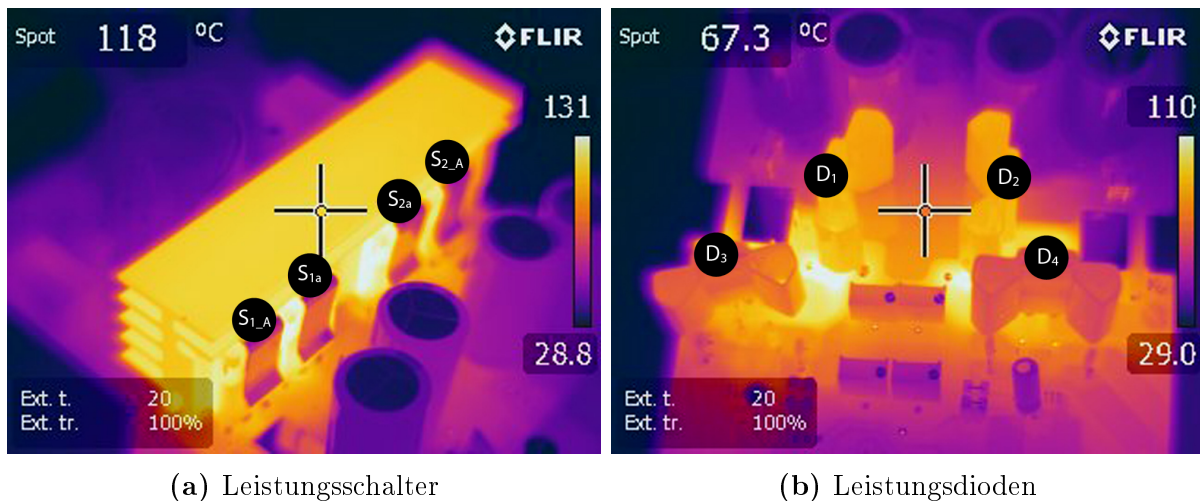 Spot 118 °C FLIR
131
S2_A
S2a
S1a
S1_A
28.8
Ext. t. 20
Ext. tr. 100%
(a) Leistungsschalter
Spot 67.3 °C FLIR
110
D1
D2
D3
D4
29.0
Ext. t. 20
Ext. tr. 100%
(b) Leistungsdioden